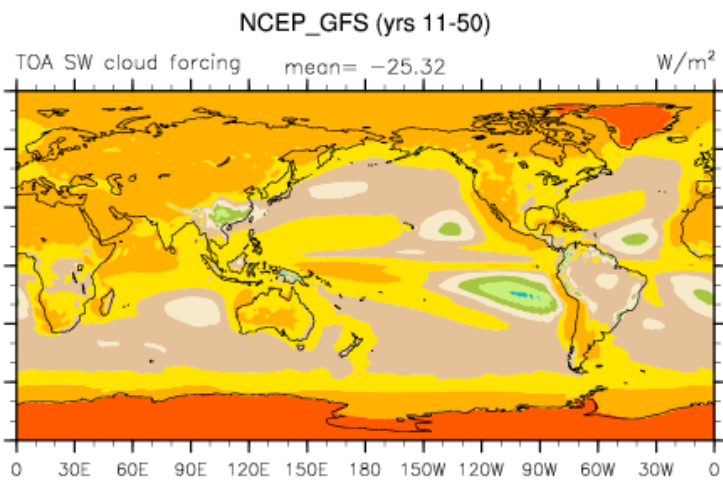 NCEP_GFS (yrs 11-50)
TOA SW cloud forcing mean= −25.32 W/m²
0 30E 60E 90E 120E 150E 180 150W 120W 90W 60W 30W 0